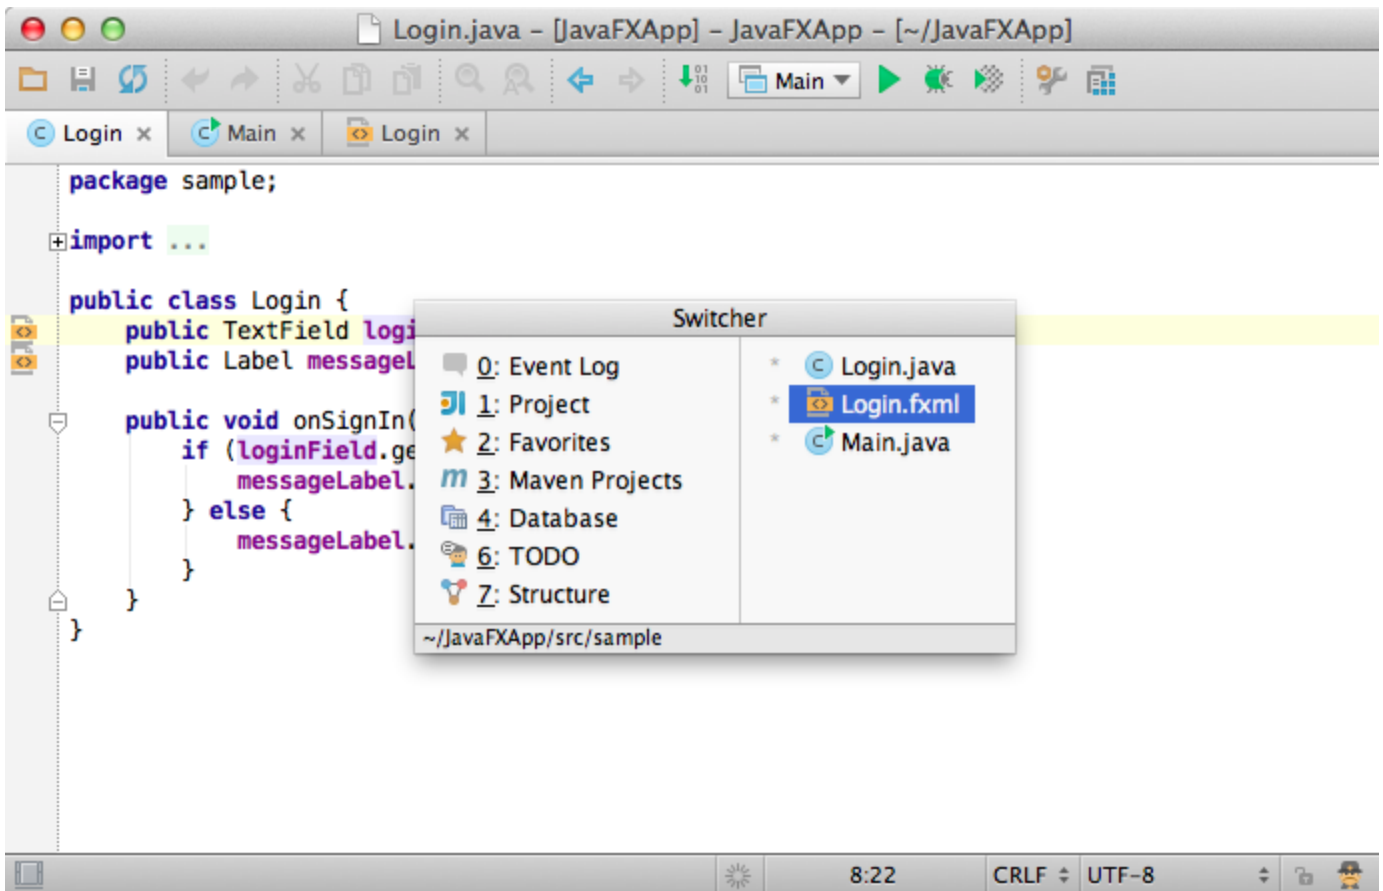 Login.java – [JavaFXApp] – JavaFXApp – [~/JavaFXApp]
Main
Login Main Login
package sample;
import ...
public class Login {
public TextField logi
public Label messageL
public void onSignIn(
if (loginField.ge
messageLabel.
} else {
messageLabel.
}
}
}
Switcher
0: Event Log
1: Project
2: Favorites
3: Maven Projects
4: Database
6: TODO
7: Structure
* Login.java
* Login.fxml
* Main.java
~/JavaFXApp/src/sample
8:22 CRLF UTF-8